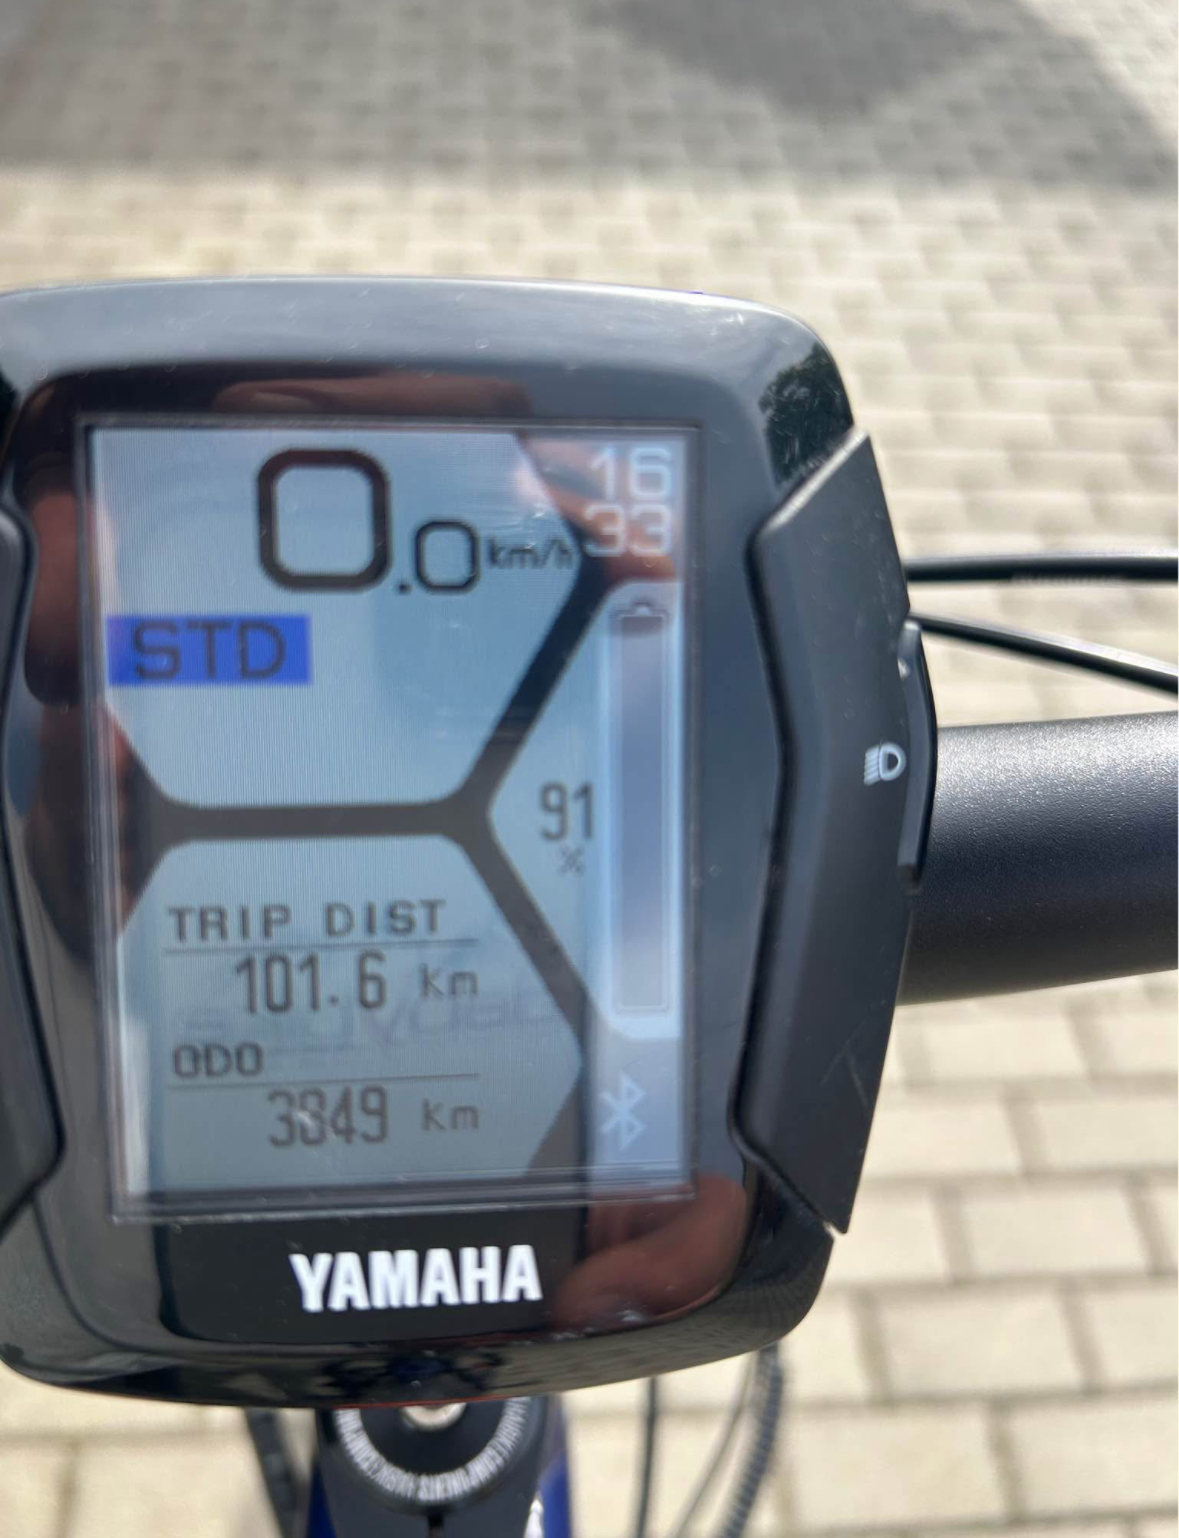 0.0 km/h
16
33
STD
91
%
TRIP DIST
101.6 Km
ODO
3849 Km
YAMAHA